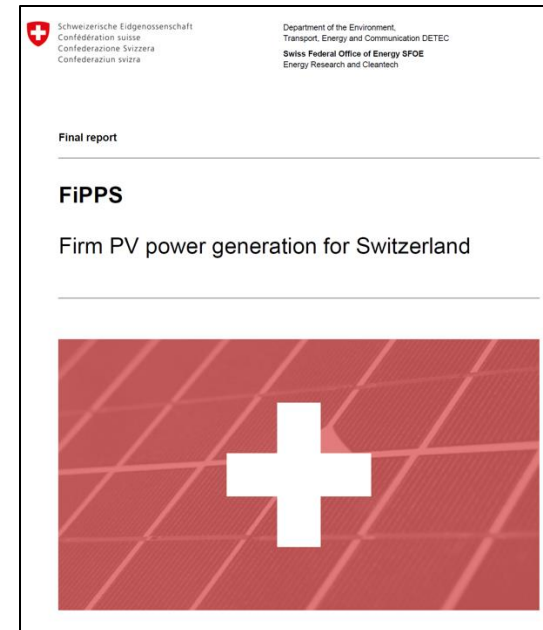 Schweizerische Eidgenossenschaft
Confédération suisse
Confederazione Svizzera
Confederaziun svizra
Department of the Environment,
Transport, Energy and Communication DETEC
Swiss Federal Office of Energy SFOE
Energy Research and Cleantech
Final report
FiPPS
Firm PV power generation for Switzerland